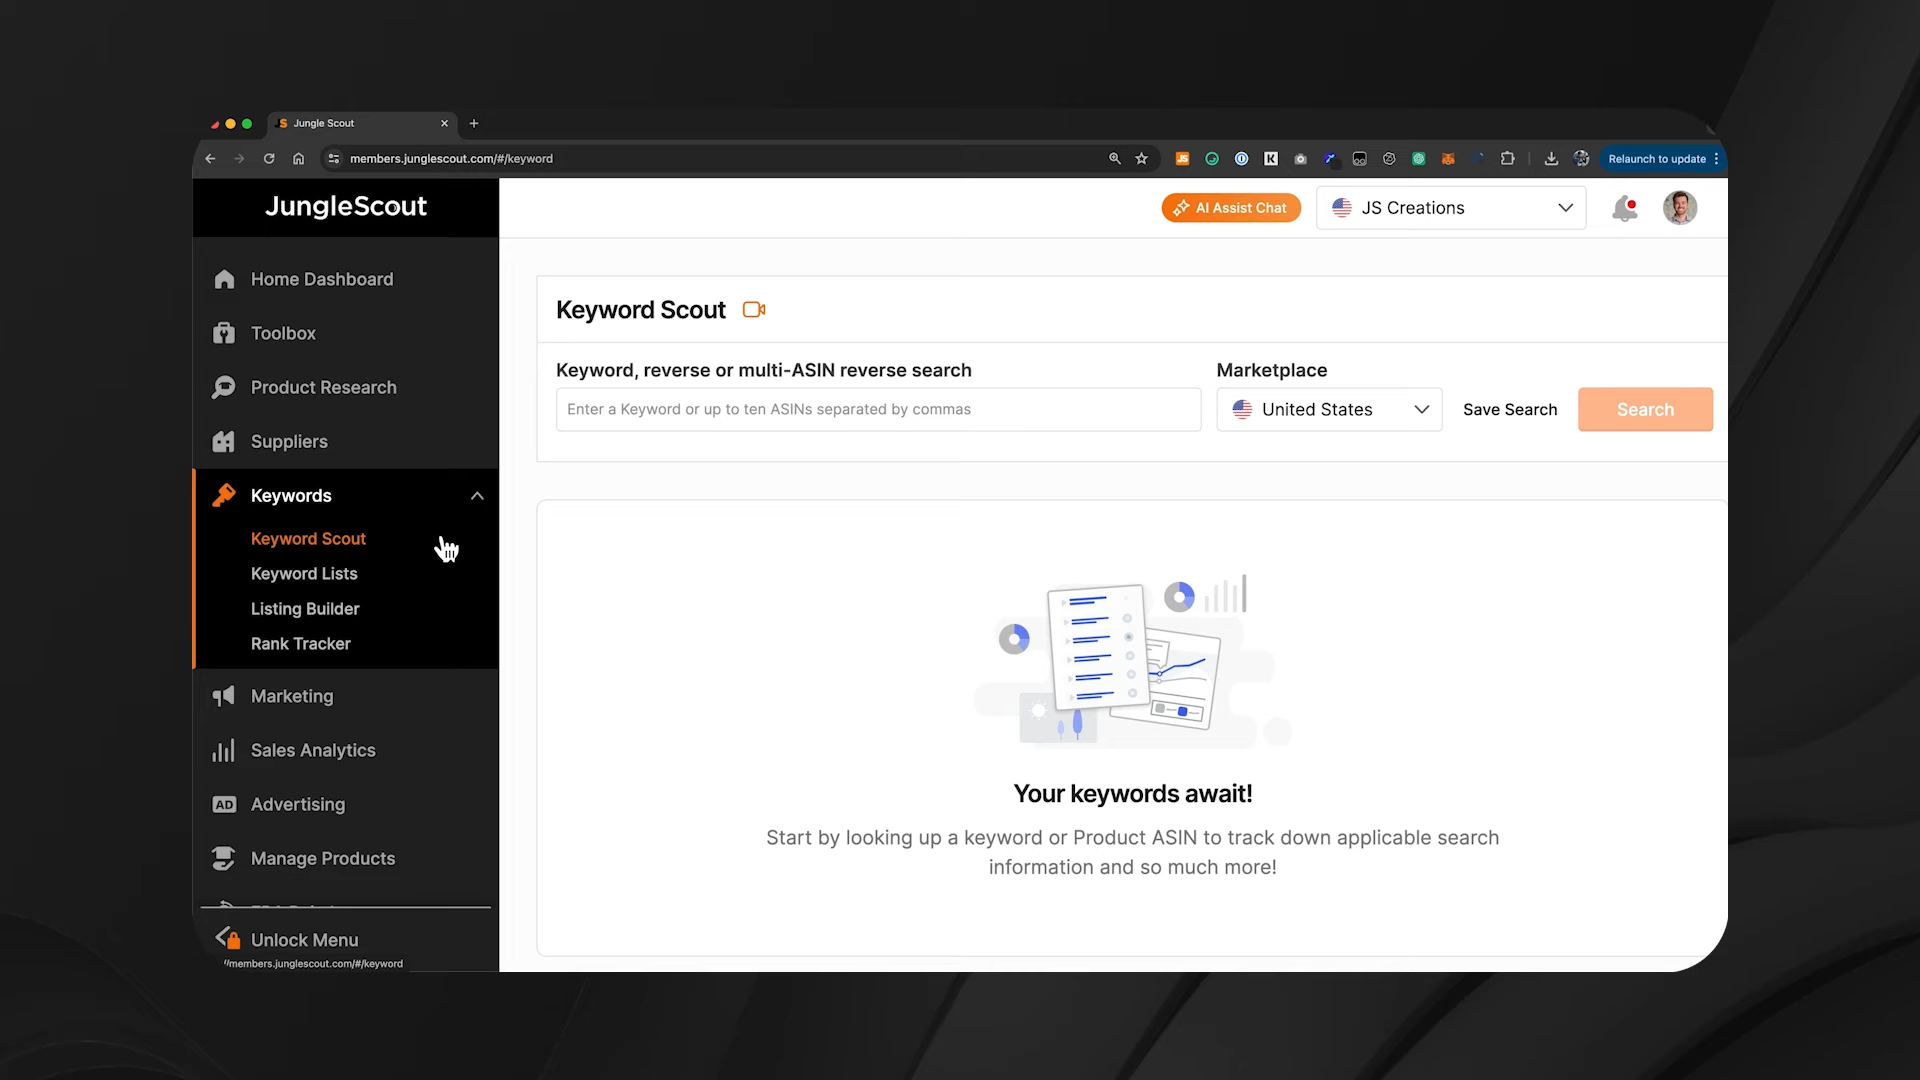 Jungle Scout
members.junglescout.com/#/keyword
Relaunch to update
JungleScout
AI Assist Chat
JS Creations
Home Dashboard
Toolbox
Product Research
Suppliers
Keywords
Keyword Scout
Keyword Lists
Listing Builder
Rank Tracker
Marketing
Sales Analytics
AD
Advertising
Manage Products
Unlock Menu
//members.junglescout.com/#/keyword
Keyword Scout
Keyword, reverse or multi-ASIN reverse search
Marketplace
Enter a Keyword or up to ten ASINs separated by commas
United States
Save Search
Search
Your keywords await!
Start by looking up a keyword or Product ASIN to track down applicable search
information and so much more!